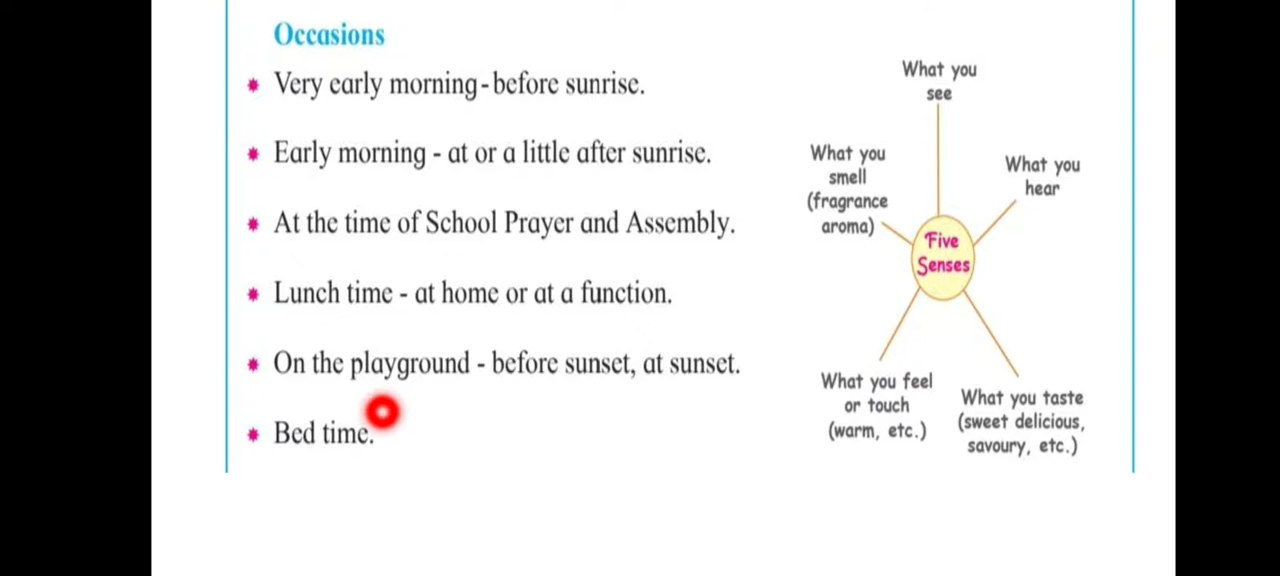 Occasions
Very early morning - before sunrise.
Early morning - at or a little after sunrise.
At the time of School Prayer and Assembly.
Lunch time - at home or at a function.
On the playground - before sunset, at sunset.
Bed time.
What you
see
What you
smell
(fragrance
aroma)
What you
hear
Five
Senses
What you feel
or touch
(warm, etc.)
What you taste
(sweet delicious,
savoury, etc.)